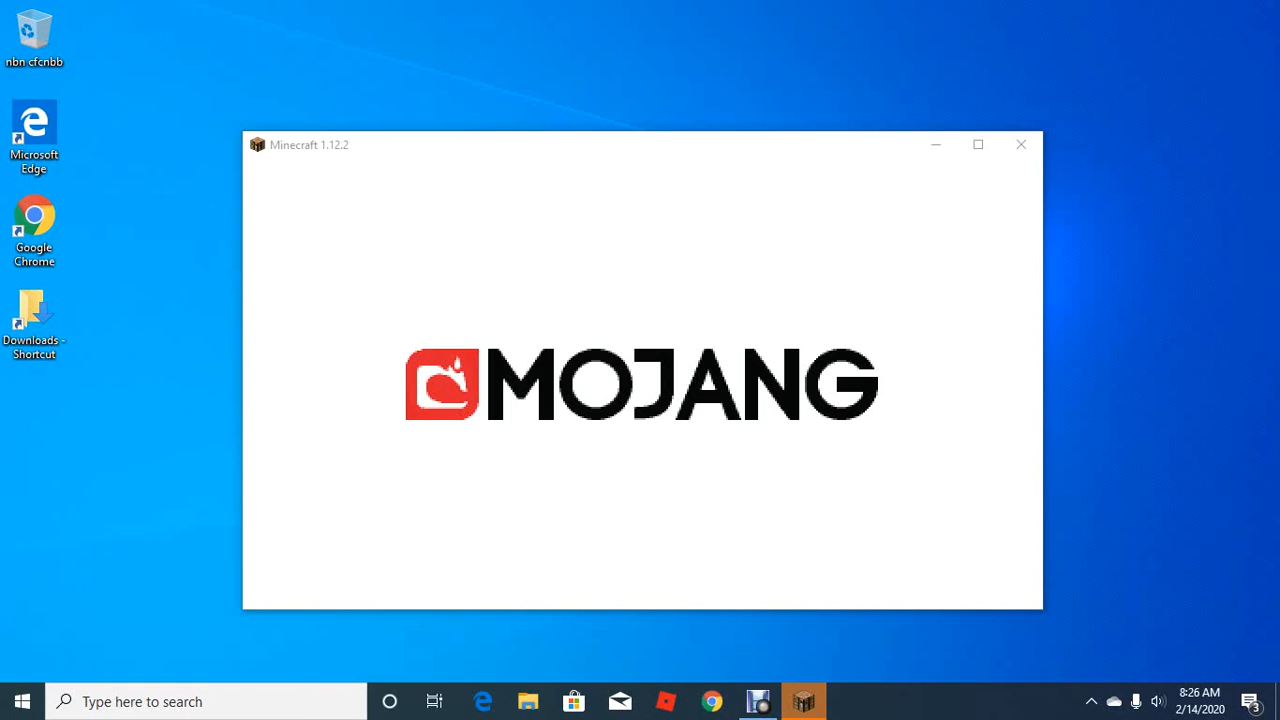 nbn cfcnbb
Microsoft
Edge
Google
Chrome
Downloads -
Shortcut
Minecraft 1.12.2
MOJANG
Type here to search
8:26 AM
2/14/2020
3